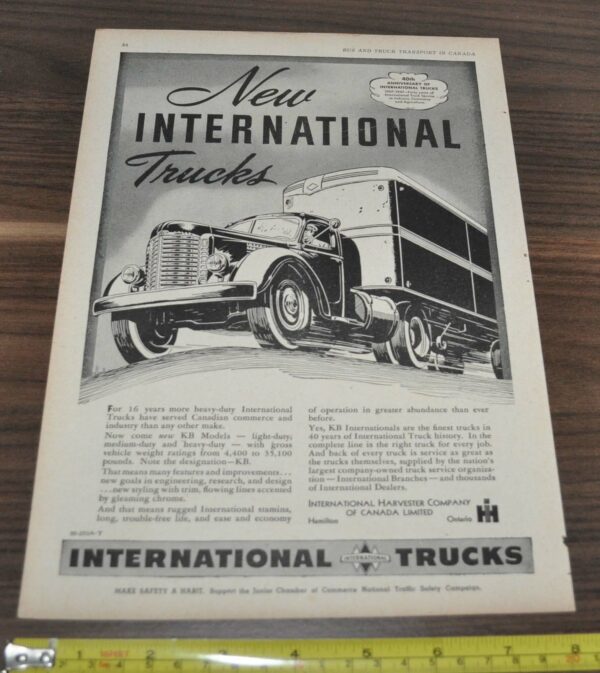 44
BUS AND TRUCK TRANSPORT IN CANADA
New
INTERNATIONAL
Trucks
40th
ANNIVERSARY OF
INTERNATIONAL TRUCKS
For 16 years more heavy-duty International
Trucks have served Canadian commerce and
industry than any other make.
Now come new KB Models — light-duty,
medium-duty and heavy-duty — with gross
vehicle weight ratings from 4,400 to 35,100
pounds. Note the designation—KB.
That means many features and improvements...
new goals in engineering, research, and design
...new styling with trim, flowing lines accented
by gleaming chrome.
And that means rugged International stamina,
long, trouble-free life, and ease and economy
of operation in greater abundance than ever
before.
Yes, KB Internationals are the finest trucks in
40 years of International Truck history. In the
complete line is the right truck for every job.
And back of every truck is service as great as
the trucks themselves, supplied by the nation's
largest company-owned truck service organiza-
tion — International Branches — and thousands
of International Dealers.
INTERNATIONAL HARVESTER COMPANY
OF CANADA LIMITED
Hamilton Ontario
IH
INTERNATIONAL INTERNATIONAL TRUCKS
MAKE SAFETY A HABIT. Support the Junior Chamber of Commerce National Traffic Safety Campaign.
1 2 3 4 5 6 7 8